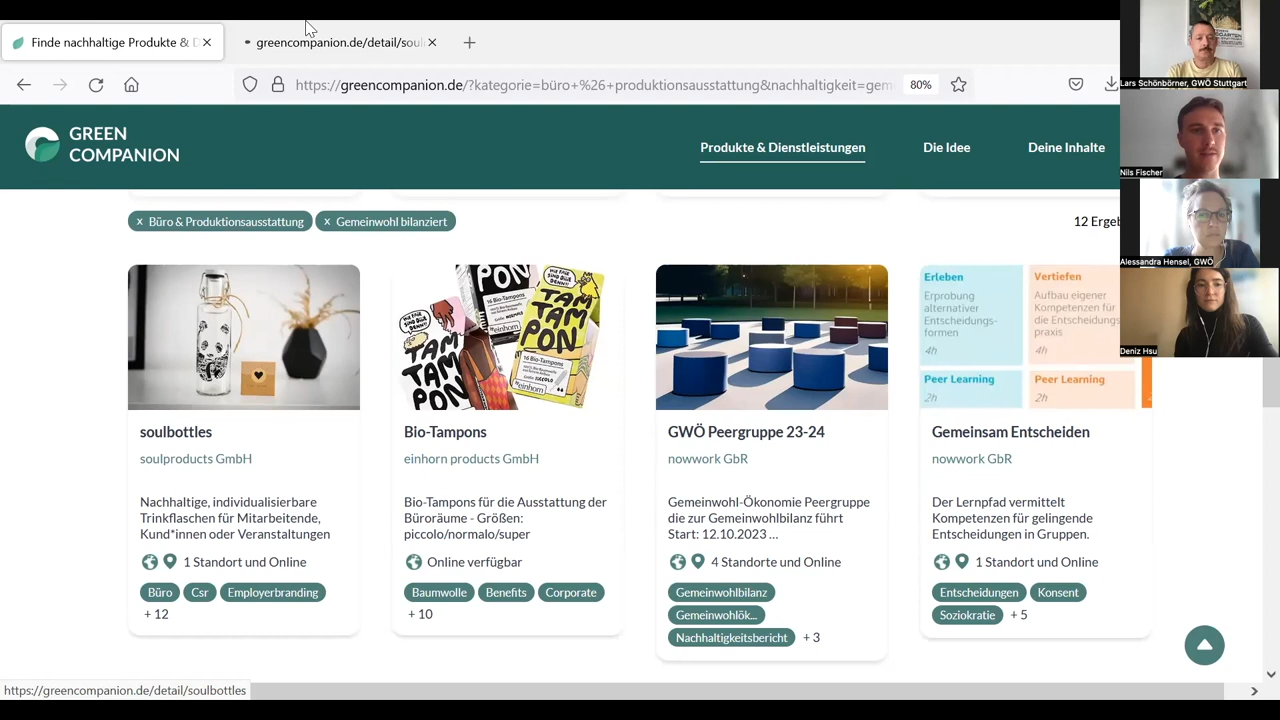 Finde nachhaltige Produkte & D
greencompanion.de/detail/soul
https://greencompanion.de/?kategorie=büro+%26+produktionsausstattung&nachhaltigkeit=gem
80%
GREEN
COMPANION
Produkte & Dienstleistungen
Die Idee
Deine Inhalte
x Büro & Produktionsausstattung
x Gemeinwohl bilanziert
12 Ergeb
soulbottles
soulproducts GmbH
Nachhaltige, individualisierbare
Trinkflaschen für Mitarbeitende,
Kund*innen oder Veranstaltungen
1 Standort und Online
Büro
Csr
Employerbranding
+ 12
PON
TAM
PON
16 Bio-Tampons
einhorn
Bio-Tampons
einhorn products GmbH
Bio-Tampons für die Ausstattung der
Büroräume - Größen:
piccolo/normalo/super
Online verfügbar
Baumwolle
Benefits
Corporate
+ 10
GWÖ Peergruppe 23-24
nowwork GbR
Gemeinwohl-Ökonomie Peergruppe
die zur Gemeinwohlbilanz führt
Start: 12.10.2023 ...
4 Standorte und Online
Gemeinwohlbilanz
Gemeinwohlök...
Nachhaltigkeitsbericht
+ 3
Erleben
Erprobung
alternativer
Entscheidungs-
formen
4h
Vertiefen
Aufbau eigener
Kompetenzen für
die Entscheidungs
praxis
4h
Peer Learning
2h
Peer Learning
2h
Gemeinsam Entscheiden
nowwork GbR
Der Lernpfad vermittelt
Kompetenzen für gelingende
Entscheidungen in Gruppen.
1 Standort und Online
Entscheidungen
Konsent
Soziokratie
+ 5
https://greencompanion.de/detail/soulbottles
Lars Schönbörner, GWÖ Stuttgart
Nils Fischer
Alessandra Hensel, GWÖ
Deniz Hsu